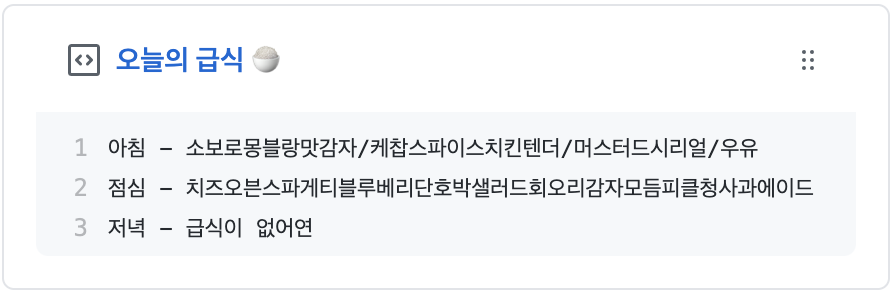 오늘의 급식 🍚
1 아침 – 소보로몽블랑맛감자/케찹스파이스치킨텐더/머스터드시리얼/우유
2 점심 – 치즈오븐스파게티블루베리단호박샐러드회오리감자모듬피클청사과에이드
3 저녁 – 급식이 없어연